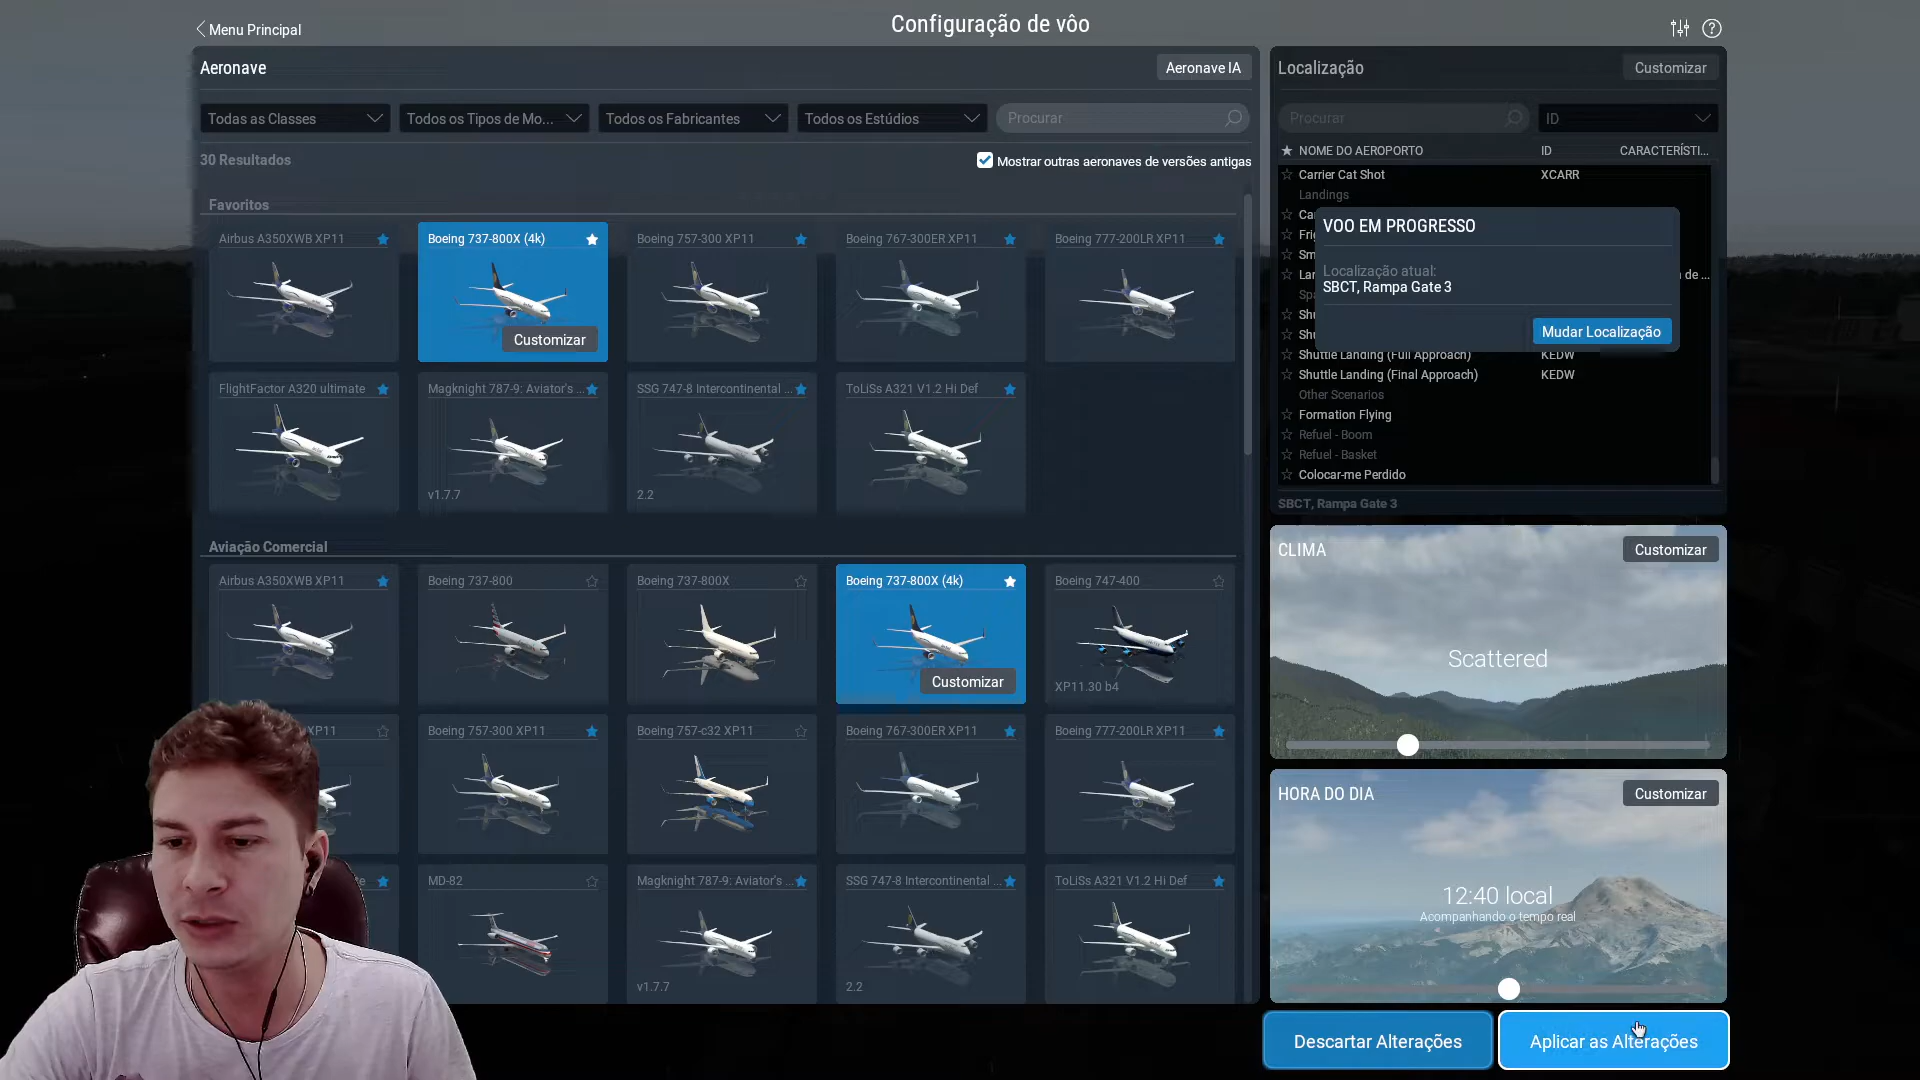 Menu Principal
Configuração de vôo
Aeronave
Aeronave IA
Todas as Classes
Todos os Tipos de Mo...
Todos os Fabricantes
Todos os Estúdios
Procurar
30 Resultados
Mostrar outras aeronaves de versões antigas
Favoritos
Airbus A350XWB XP11
Boeing 737-800X (4k)
Customizar
Boeing 757-300 XP11
Boeing 767-300ER XP11
Boeing 777-200LR XP11
FlightFactor A320 ultimate
Magknight 787-9: Aviator's ...
v1.7.7
SSG 747-8 Intercontinental ...
2.2
ToLiSs A321 V1.2 Hi Def
Aviação Comercial
Airbus A350XWB XP11
Boeing 737-800
Boeing 737-800X
Boeing 737-800X (4k)
Customizar
Boeing 747-400
XP11.30 b4
XP11
Boeing 757-300 XP11
Boeing 757-c32 XP11
Boeing 767-300ER XP11
Boeing 777-200LR XP11
MD-82
Magknight 787-9: Aviator's ...
v1.7.7
SSG 747-8 Intercontinental ...
2.2
ToLiSs A321 V1.2 Hi Def
Localização
Customizar
Procurar
ID
NOME DO AEROPORTO
ID
CARACTERÍSTI...
Carrier Cat Shot
XCARR
Landings
Ca
Fri
Sm
Lan
de ...
Spa
Shu
Shu
VOO EM PROGRESSO
Localização atual:
SBCT, Rampa Gate 3
Mudar Localização
Shuttle Landing (Full Approach)
KEDW
Shuttle Landing (Final Approach)
KEDW
Other Scenarios
Formation Flying
Refuel - Boom
Refuel - Basket
Colocar-me Perdido
SBCT, Rampa Gate 3
CLIMA
Customizar
Scattered
HORA DO DIA
Customizar
12:40 local
Acompanhando o tempo real
Descartar Alterações
Aplicar as Alterações